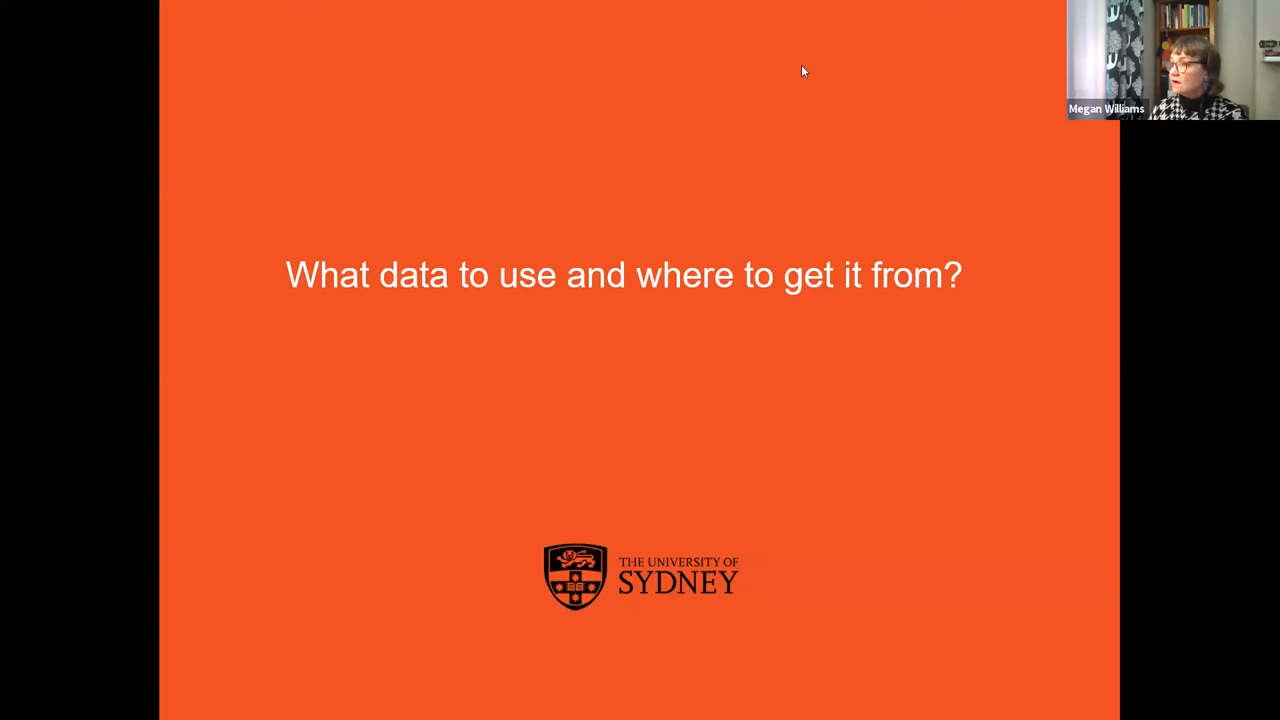 Megan Williams
What data to use and where to get it from?
THE UNIVERSITY OF
SYDNEY